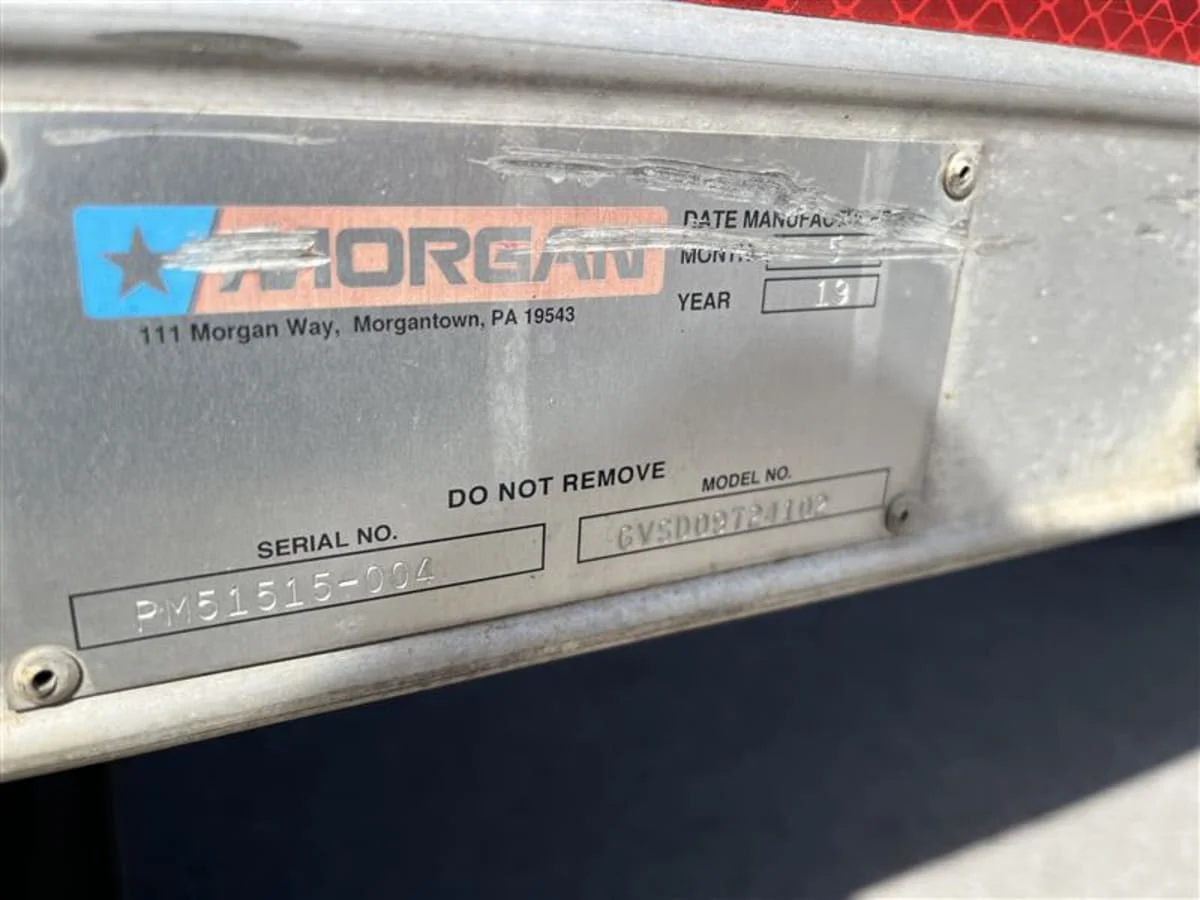 MORGAN
111 Morgan Way, Morgantown, PA 19543
DATE
MONTH 5
YEAR 19
DO NOT REMOVE
SERIAL NO.
PM51515-004
MODEL NO.
GVSD09724102